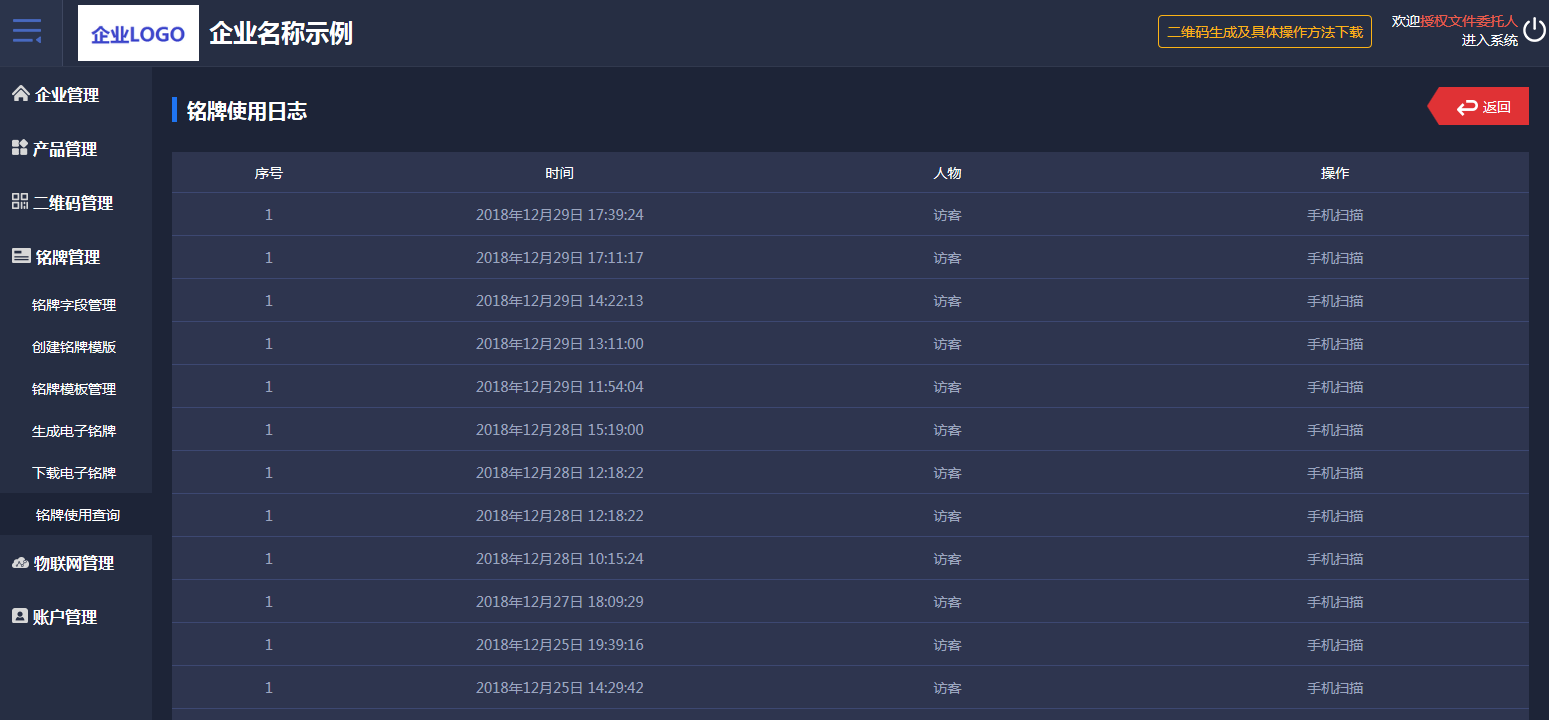 企业LOGO 企业名称示例 二维码生成及具体操作方法下载 欢迎授权文件委托人
进入系统
企业管理
产品管理
二维码管理
铭牌管理
铭牌字段管理
创建铭牌模版
铭牌模板管理
生成电子铭牌
下载电子铭牌
铭牌使用查询
物联网管理
账户管理
铭牌使用日志 返回
序号 时间 人物 操作
1 2018年12月29日 17:39:24 访客 手机扫描
1 2018年12月29日 17:11:17 访客 手机扫描
1 2018年12月29日 14:22:13 访客 手机扫描
1 2018年12月29日 13:11:00 访客 手机扫描
1 2018年12月29日 11:54:04 访客 手机扫描
1 2018年12月28日 15:19:00 访客 手机扫描
1 2018年12月28日 12:18:22 访客 手机扫描
1 2018年12月28日 12:18:22 访客 手机扫描
1 2018年12月28日 10:15:24 访客 手机扫描
1 2018年12月27日 18:09:29 访客 手机扫描
1 2018年12月25日 19:39:16 访客 手机扫描
1 2018年12月25日 14:29:42 访客 手机扫描